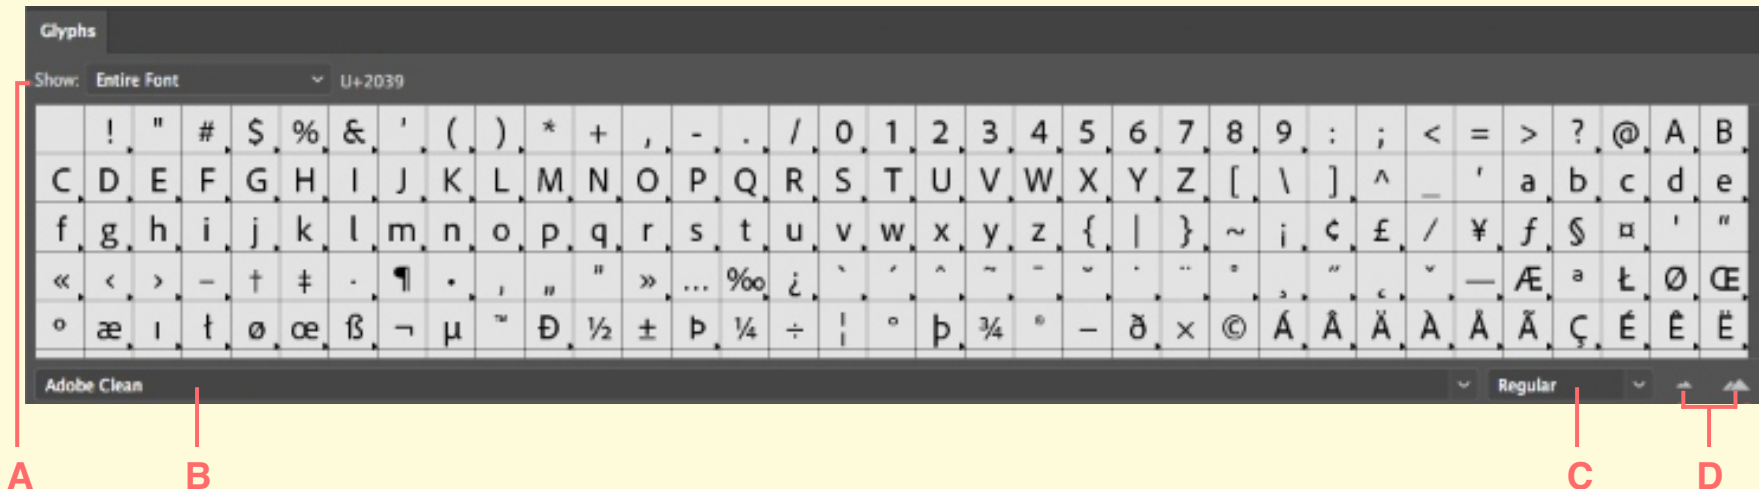 Glyphs
Show: Entire Font U+2039
! " # $ % & ' ( ) * + , - . / 0 1 2 3 4 5 6 7 8 9 : ; < = > ? @ A B
C D E F G H I J K L M N O P Q R S T U V W X Y Z [ \ ] ^ _ ' a b c d e
f g h i j k l m n o p q r s t u v w x y z { | } ~ ¡ ¢ £ / ¥ ƒ § ¤ ' "
« ‹ › – † ‡ · ¶ • ‚ „ " » … ‰ ¿ ` ´ ^ ~ ¯ ˘ ˙ ¨ ° ¸ ˝ ˛ ˇ — Æ ª Ł Ø Œ
º æ ı ł ø œ ß ¬ µ ™ Ð ½ ± Þ ¼ ÷ ¦ ° þ ¾ ® − ð × © Á Â Ä À Å Ã Ç É Ê Ë
Adobe Clean Regular
A B C D